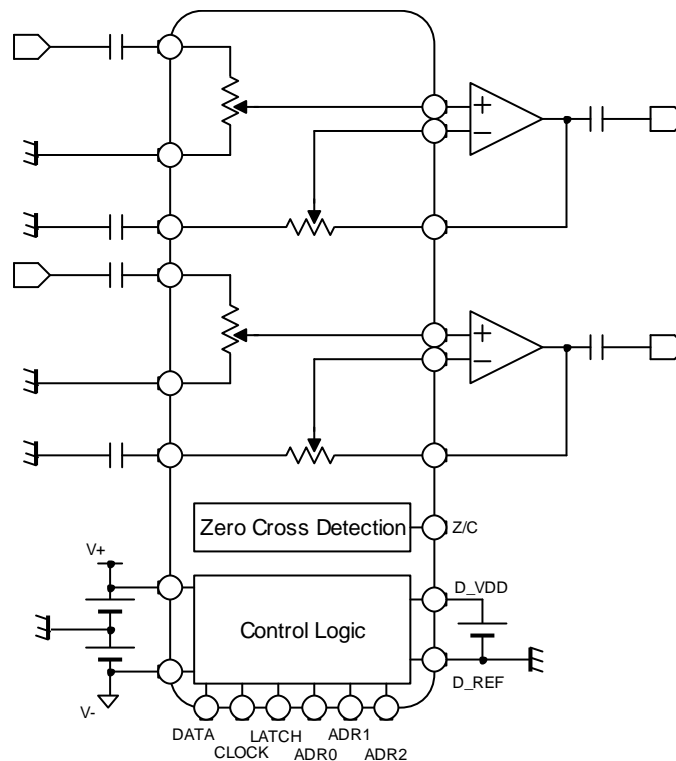 +
−
+
−
Zero Cross Detection
Z/C
V+
D_VDD
Control Logic
V-
D_REF
DATA
CLOCK
LATCH
ADR0
ADR1
ADR2